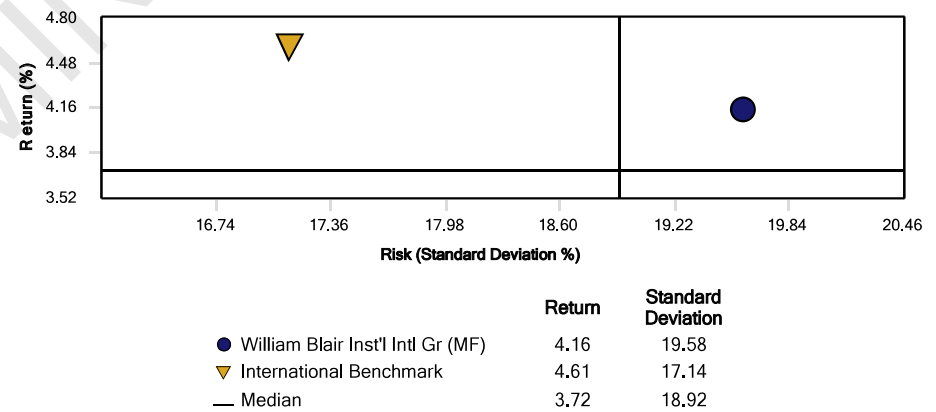 4.80
4.48
4.16
3.84
3.52
Return (%)
16.74 17.36 17.98 18.60 19.22 19.84 20.46
Risk (Standard Deviation %)
Return Standard Deviation
William Blair Inst'l Intl Gr (MF) 4.16 19.58
International Benchmark 4.61 17.14
Median 3.72 18.92